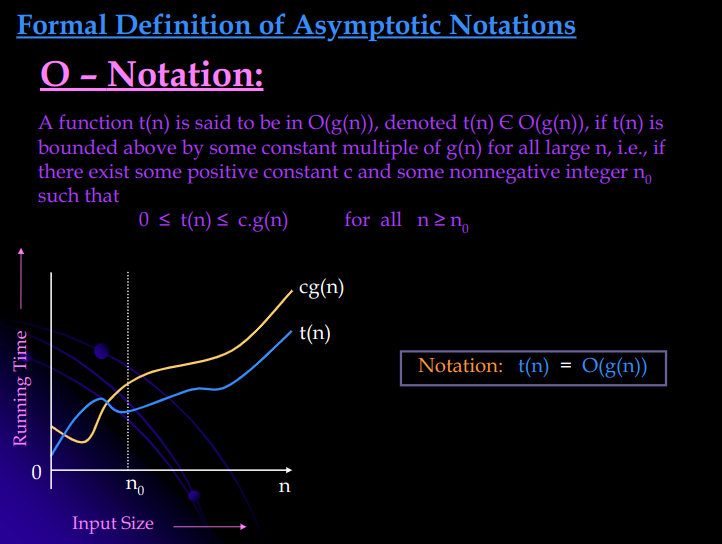 Formal Definition of Asymptotic Notations
O – Notation:
A function t(n) is said to be in O(g(n)), denoted t(n) Є O(g(n)), if t(n) is
bounded above by some constant multiple of g(n) for all large n, i.e., if
there exist some positive constant c and some nonnegative integer n₀
such that
0 ≤ t(n) ≤ c.g(n) for all n ≥ n₀
cg(n)
t(n)
Running Time
Notation: t(n) = O(g(n))
0
n₀
n
Input Size